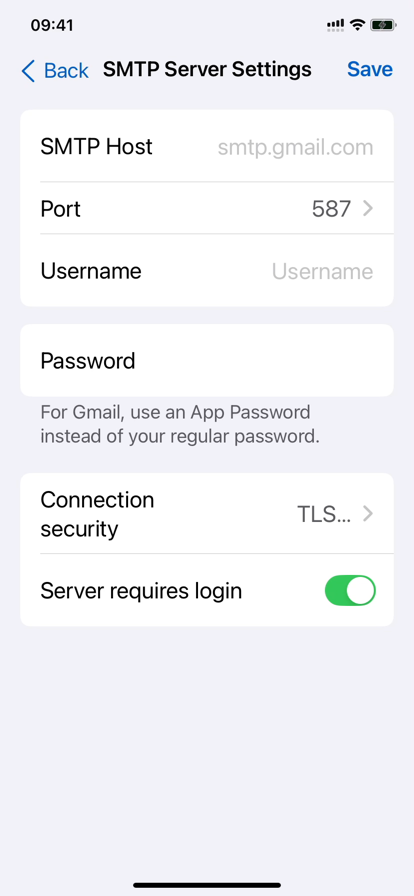 09:41
Back SMTP Server Settings Save
SMTP Host smtp.gmail.com
Port 587
Username Username
Password
For Gmail, use an App Password
instead of your regular password.
Connection
security TLS...
Server requires login